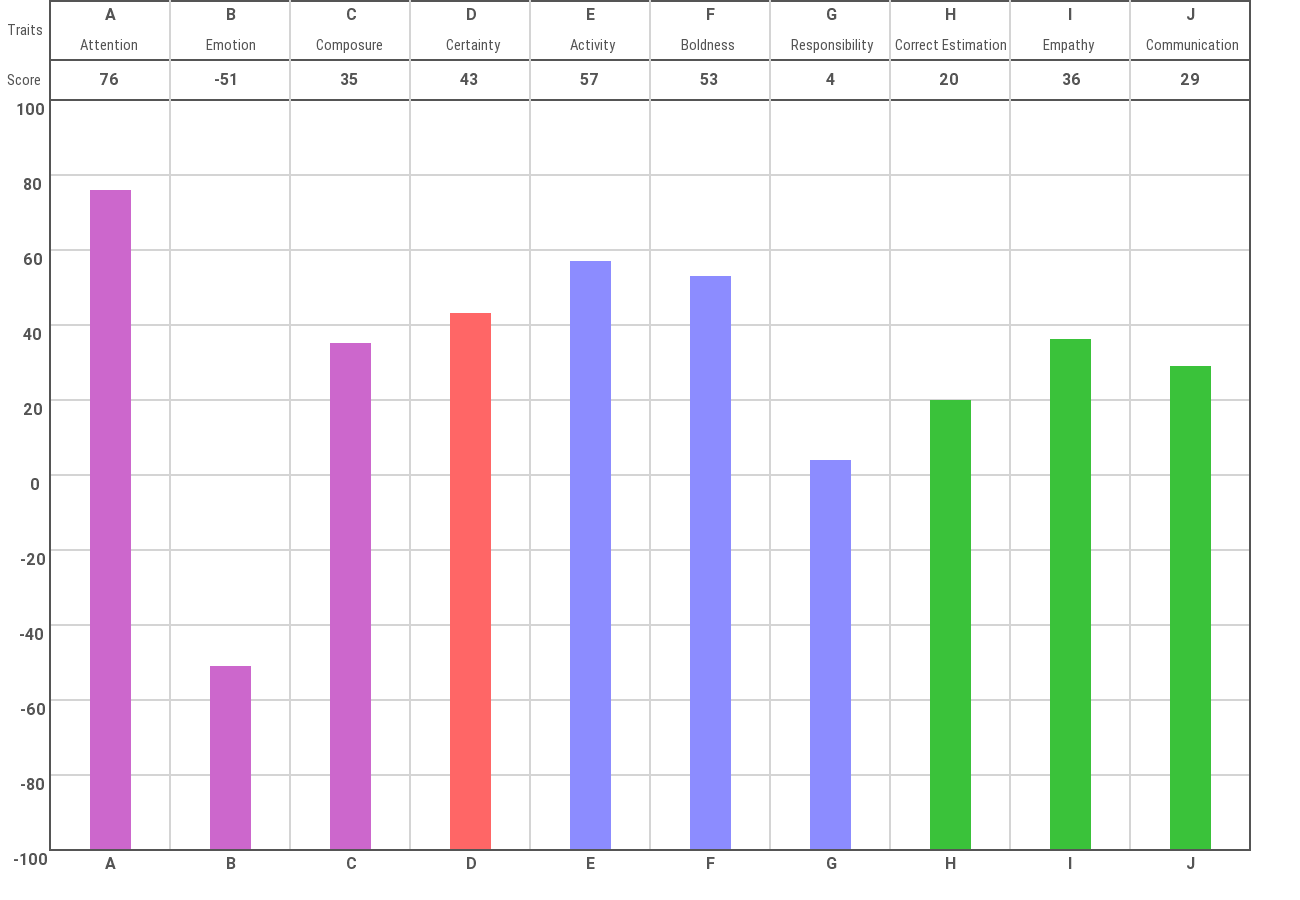 A B C D E F G H I J
Traits
Attention Emotion Composure Certainty Activity Boldness Responsibility Correct Estimation Empathy Communication
Score 76 -51 35 43 57 53 4 20 36 29
100
80
60
40
20
0
-20
-40
-60
-80
-100
A B C D E F G H I J